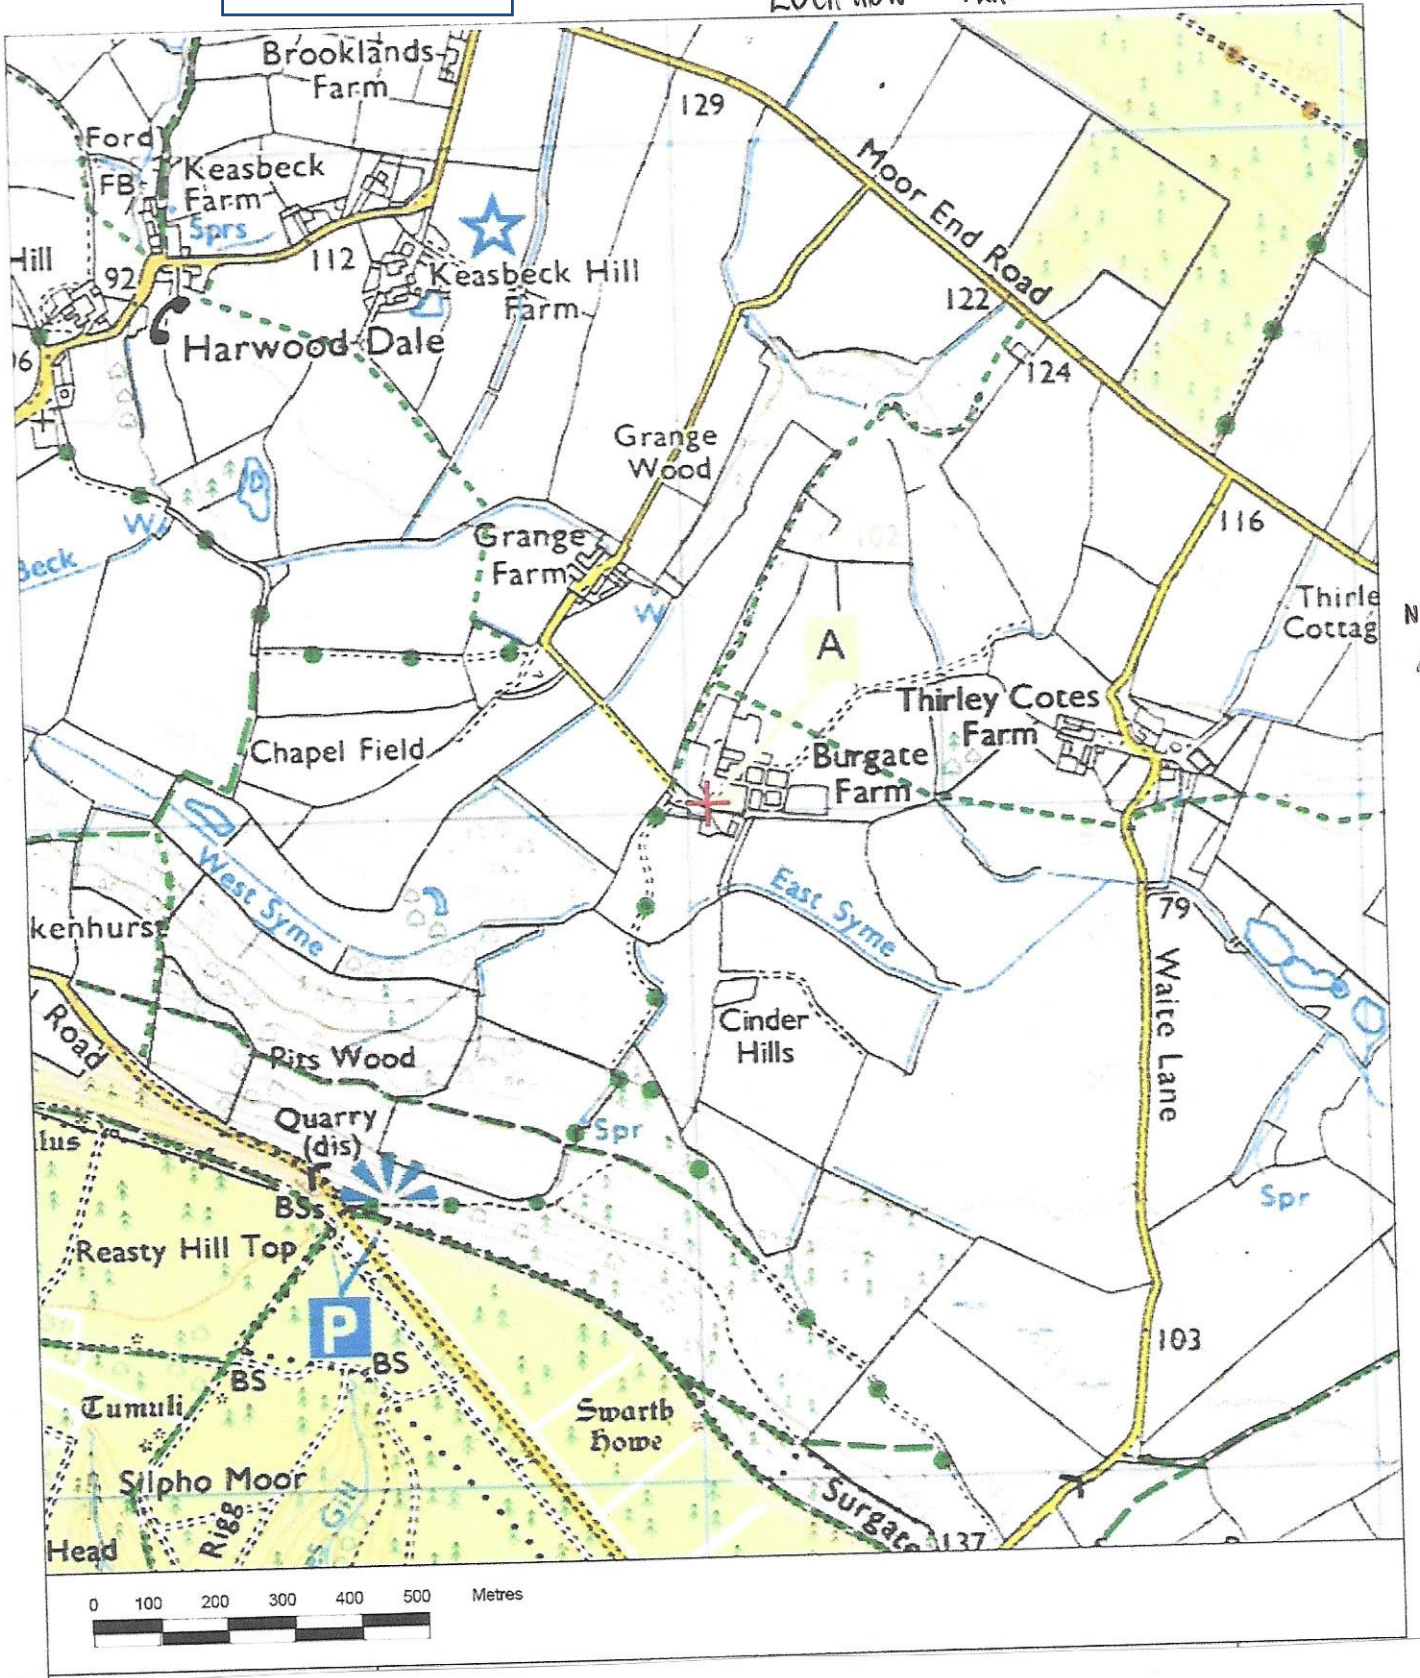 Brooklands
Farm
129
Ford
FB
Keasbeck
Farm
Sprs
Moor End Road
Hill
92
112
Keasbeck Hill
Farm
122
Harwood Dale
124
Grange
Wood
116
W
Grange
Farm
Beck
W
Thirle
Cottag
N
A
Thirley Cotes
Farm
Chapel Field
Burgate
Farm
West Syme
East Syme
79
kenhurst
Waite Lane
Road
Cinder
Hills
Pits Wood
Quarry
(dis)
Spr
llus
BSs
Spr
Reasty Hill Top
P
103
BS
BS
Tumuli
Swarth
Howe
Silpho Moor
Rigg
Gill
Surgate
137
Head
0 100 200 300 400 500 Metres